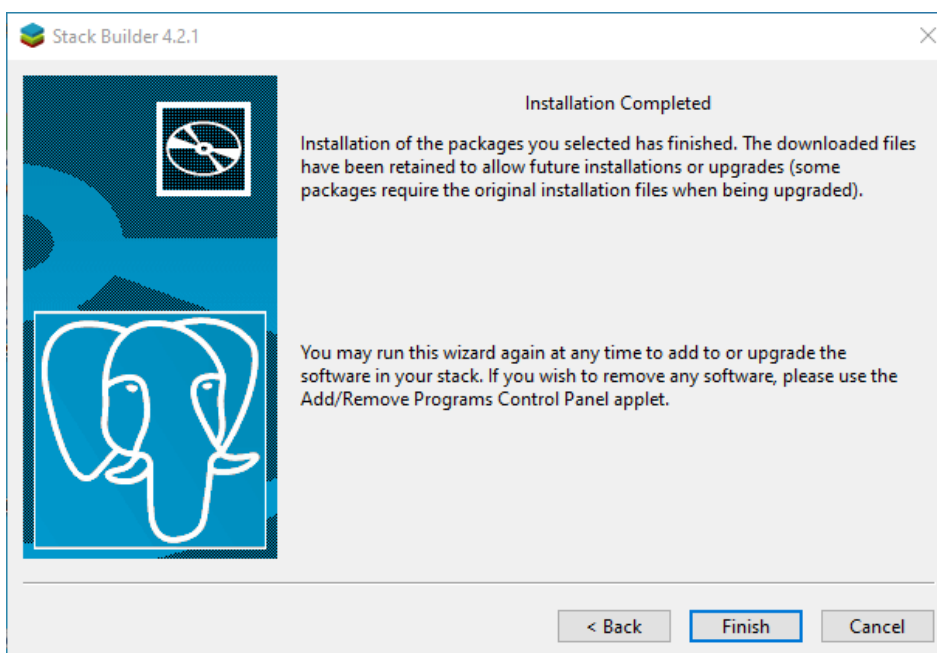 Stack Builder 4.2.1
Installation Completed
Installation of the packages you selected has finished. The downloaded files
have been retained to allow future installations or upgrades (some
packages require the original installation files when being upgraded).
You may run this wizard again at any time to add to or upgrade the
software in your stack. If you wish to remove any software, please use the
Add/Remove Programs Control Panel applet.
< Back
Finish
Cancel